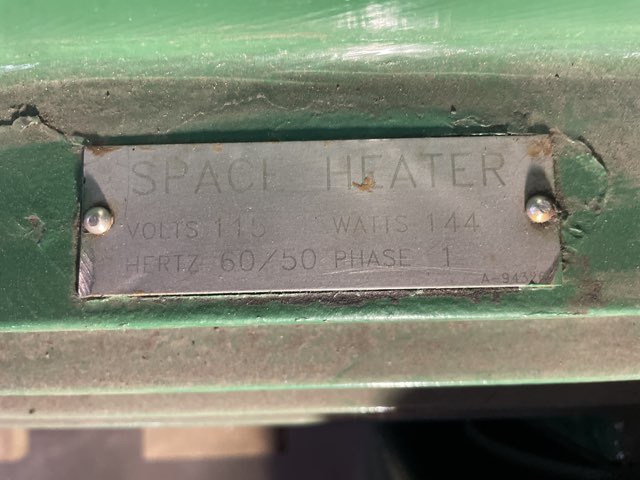 SPACE HEATER
VOLTS 115 WATTS 144
HERTZ 60/50 PHASE 1